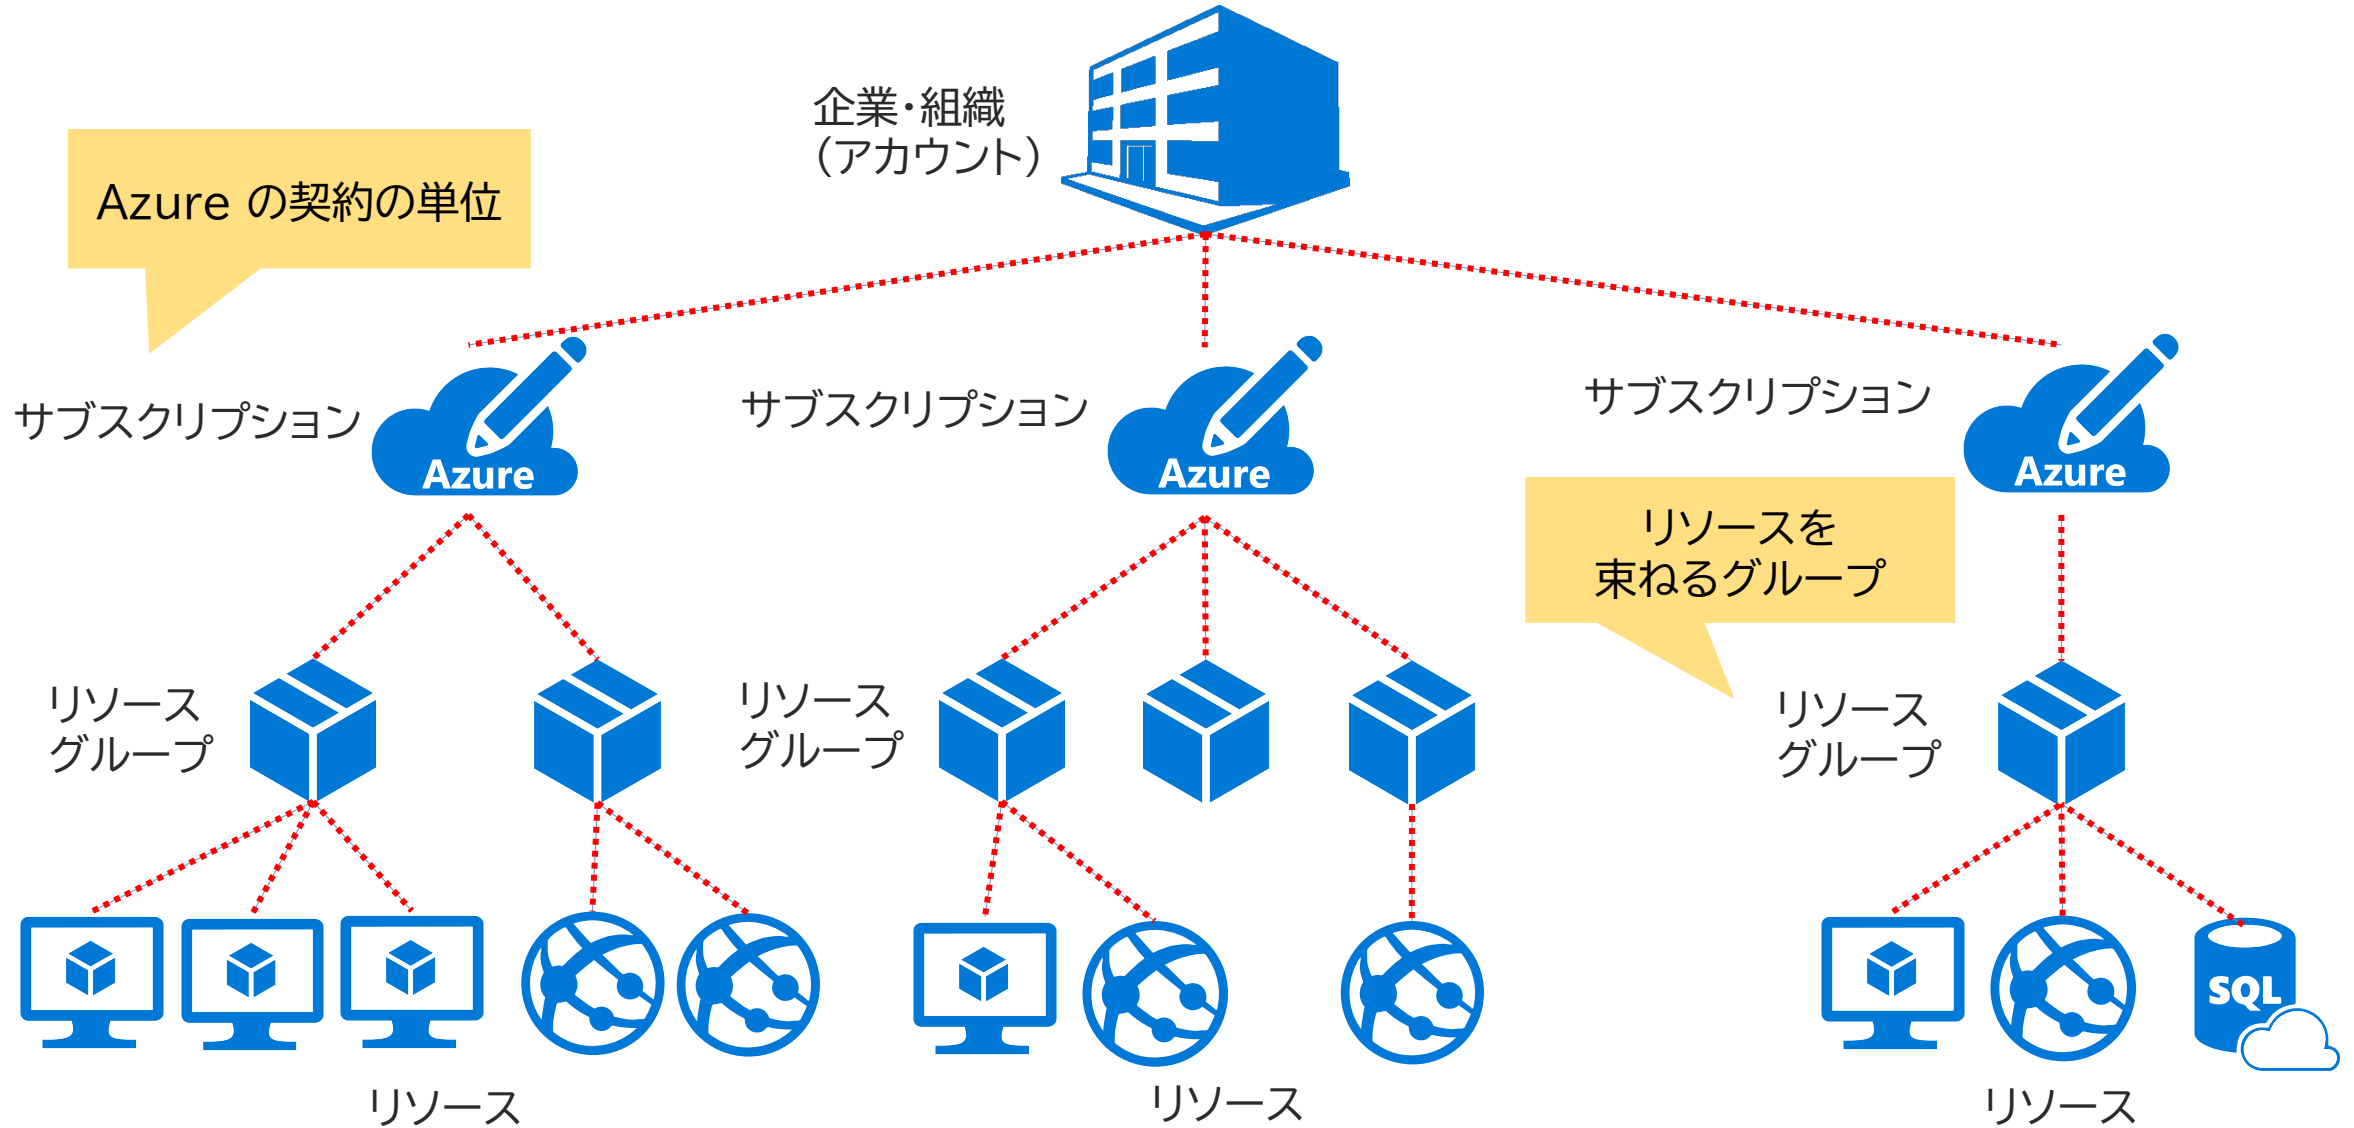 企業・組織
（アカウント）
Azure の契約の単位
サブスクリプション
Azure
サブスクリプション
Azure
サブスクリプション
Azure
リソースを
束ねるグループ
リソース
グループ
リソース
グループ
リソース
グループ
SQL
リソース
リソース
リソース